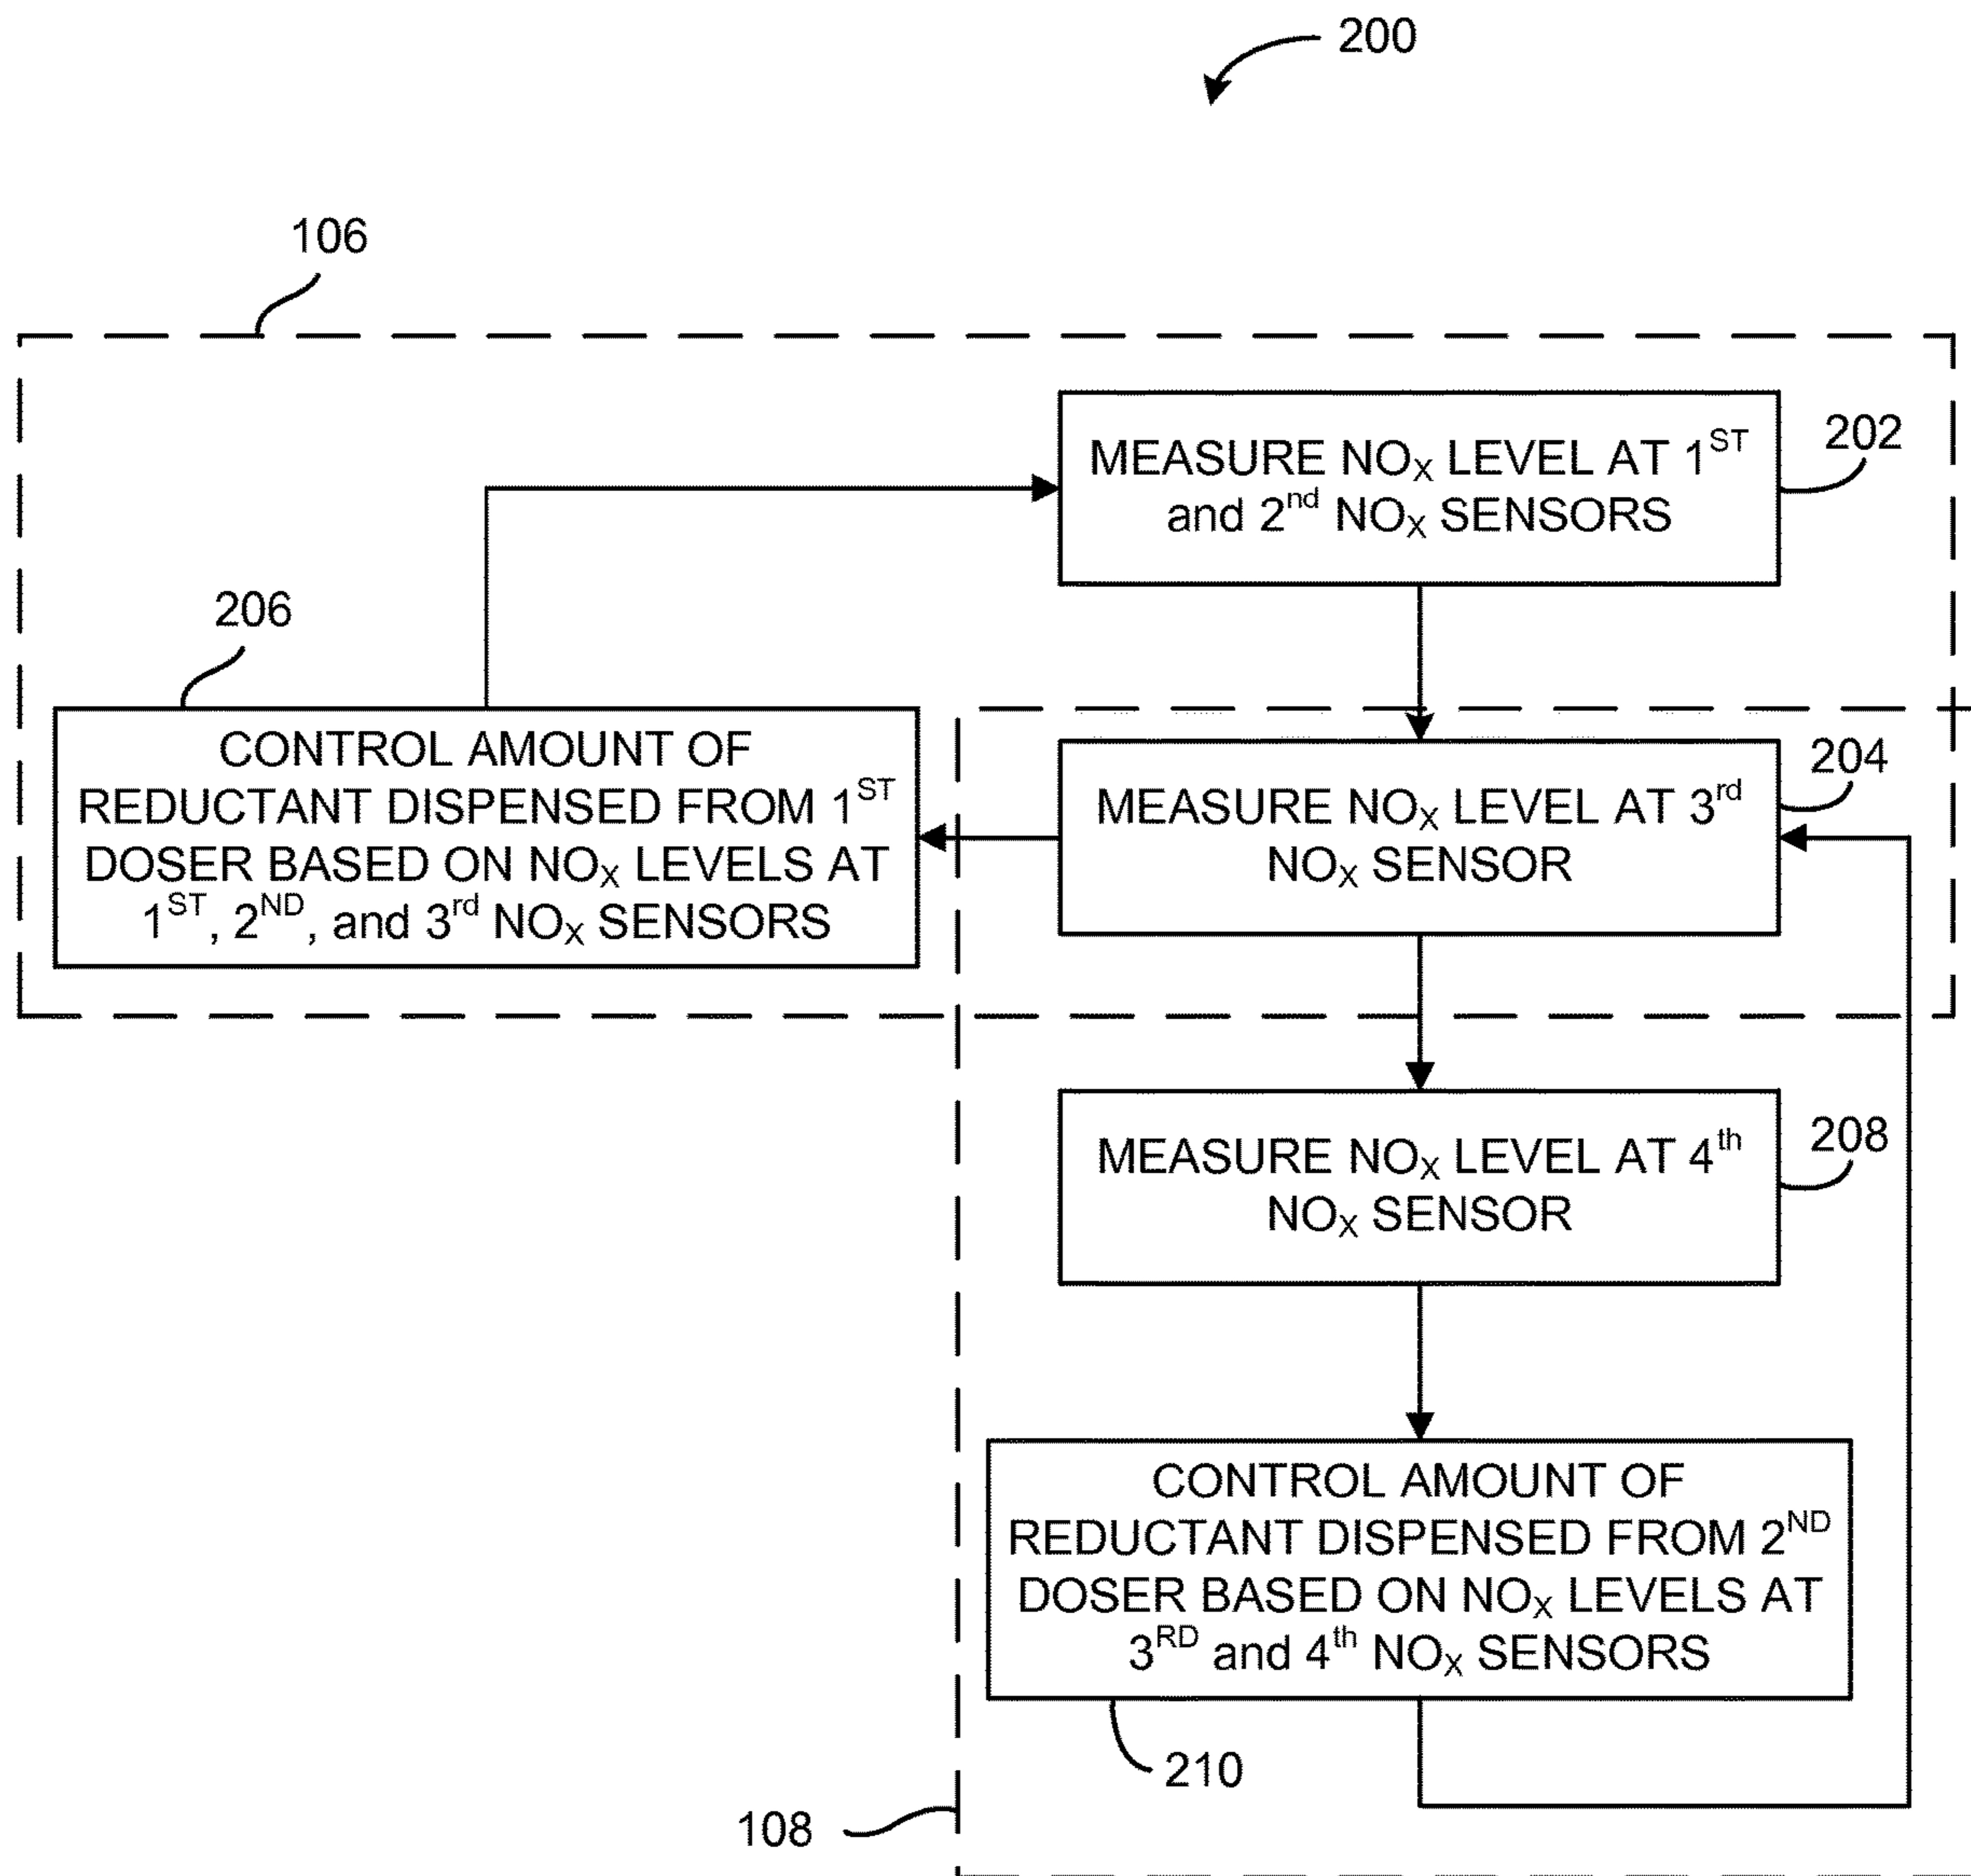 200
106
MEASURE NOX LEVEL AT 1ST
and 2nd NOX SENSORS
202
206
CONTROL AMOUNT OF
REDUCTANT DISPENSED FROM 1ST
DOSER BASED ON NOX LEVELS AT
1ST, 2ND, and 3rd NOX SENSORS
MEASURE NOX LEVEL AT 3rd
NOX SENSOR
204
MEASURE NOX LEVEL AT 4th
NOX SENSOR
208
CONTROL AMOUNT OF
REDUCTANT DISPENSED FROM 2ND
DOSER BASED ON NOX LEVELS AT
3RD and 4th NOX SENSORS
210
108